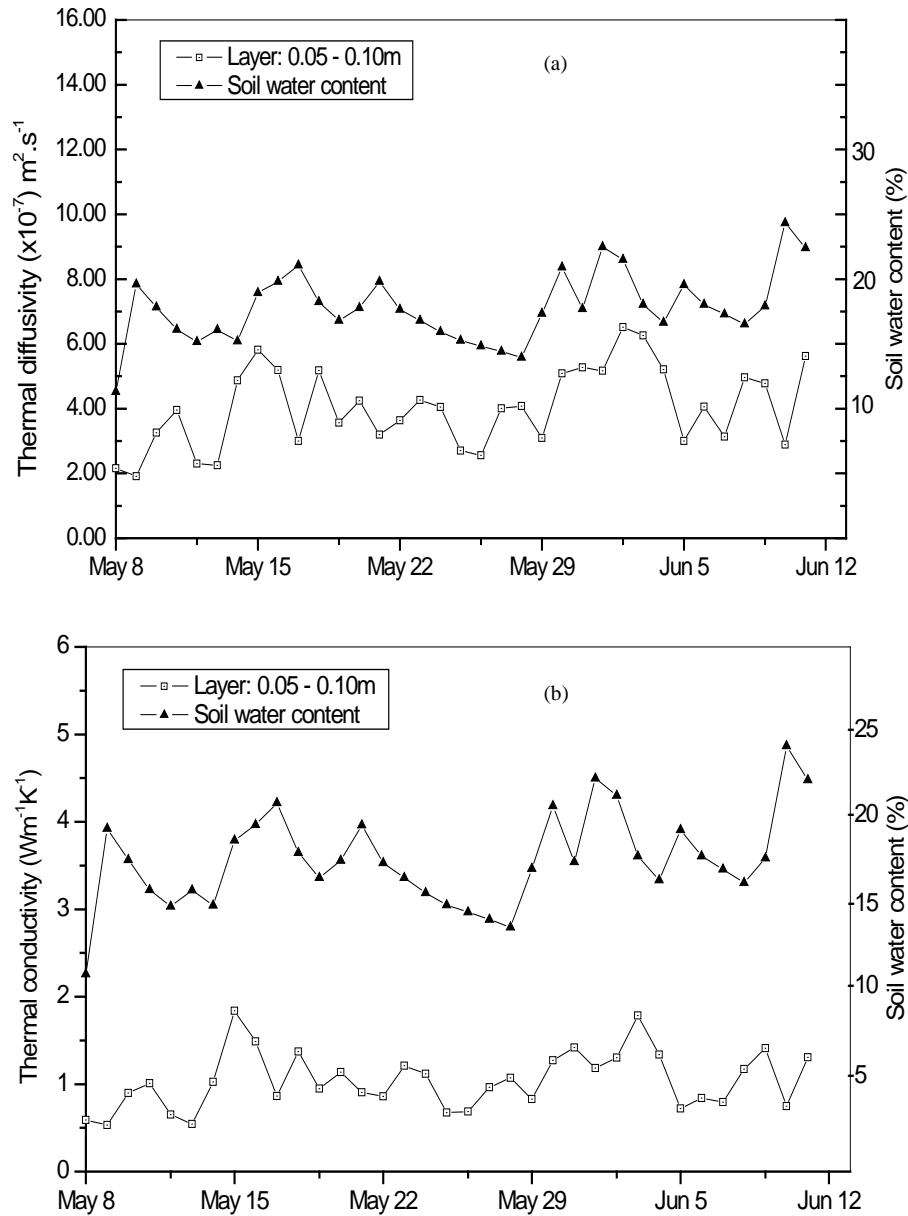 16.00
14.00
12.00
10.00
8.00
6.00
4.00
2.00
0.00
Thermal diffusivity (x10⁻⁷) m².s⁻¹
Layer: 0.05 - 0.10m
Soil water content
(a)
30
20
10
Soil water content (%)
May 8 May 15 May 22 May 29 Jun 5 Jun 12
6
5
4
3
2
1
0
Thermal conductivity (Wm⁻¹K⁻¹)
Layer: 0.05 - 0.10m
Soil water content
(b)
25
20
15
10
5
Soil water content (%)
May 8 May 15 May 22 May 29 Jun 5 Jun 12